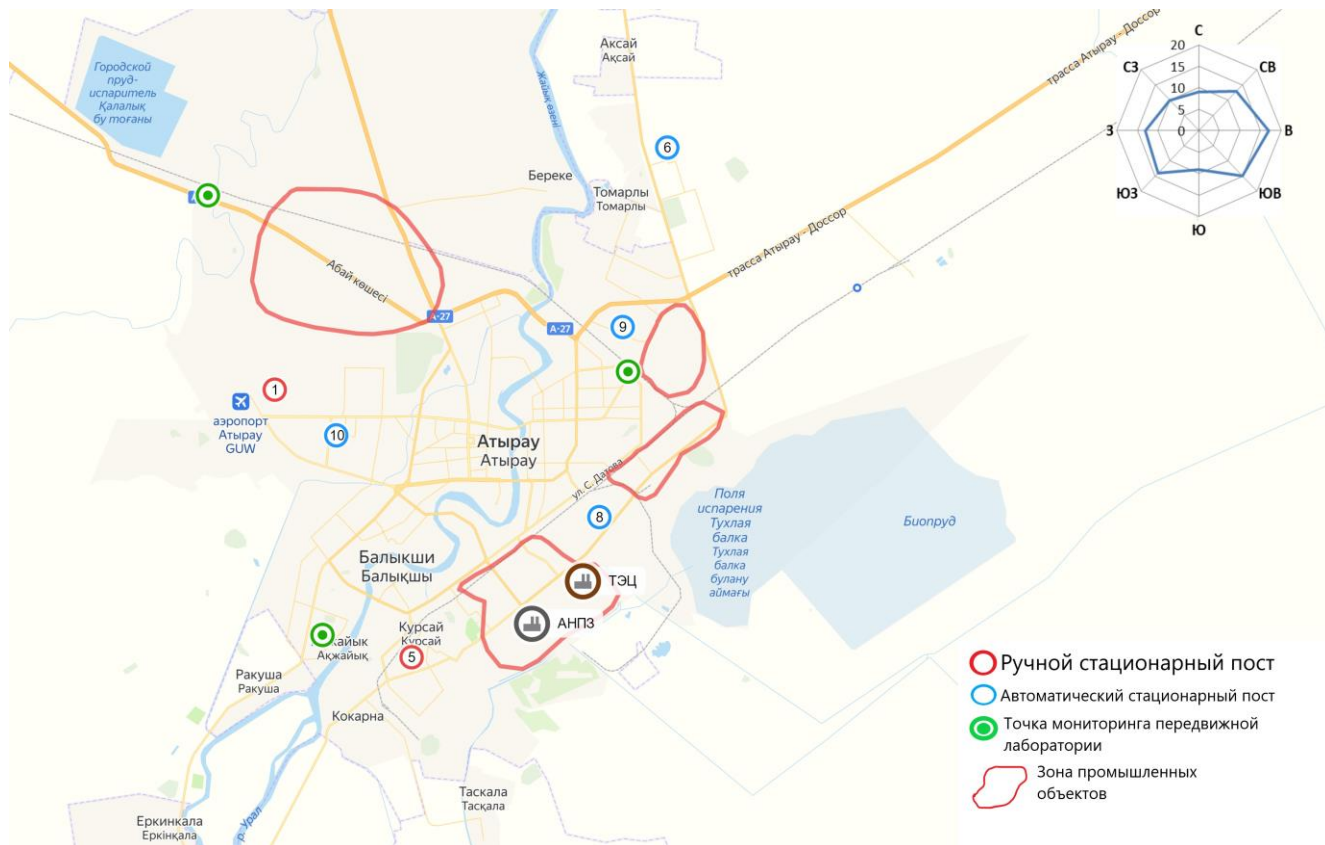 Аксай
Ақсай
Городской
пруд-
испаритель
Қалалық
бу тоғаны
Жайық өзені
трасса Атырау - Доссор
С
20
15
10
5
0
СЗ
СВ
З
В
ЮЗ
ЮВ
Ю
6
Береке
Томарлы
Томарлы
трасса Атырау - Доссор
Абай көшесі
А-27
А-27
9
1
аэропорт
Атырау
GUW
10
Атырау
Атырау
ул. С. Датова
8
Поля
испарения
Тухлая
балка
Тухлая
балка
булану
аймағы
Биопруд
Балыкши
Балықшы
ТЭЦ
АНПЗ
Курсай
Курсай
5
Ақжайық
Ракуша
Ракуша
Кокарна
Таскала
Тасқала
Еркинкала
Еркінқала
р. Урал
Ручной стационарный пост
Автоматический стационарный пост
Точка мониторинга передвижной
лаборатории
Зона промышленных
объектов